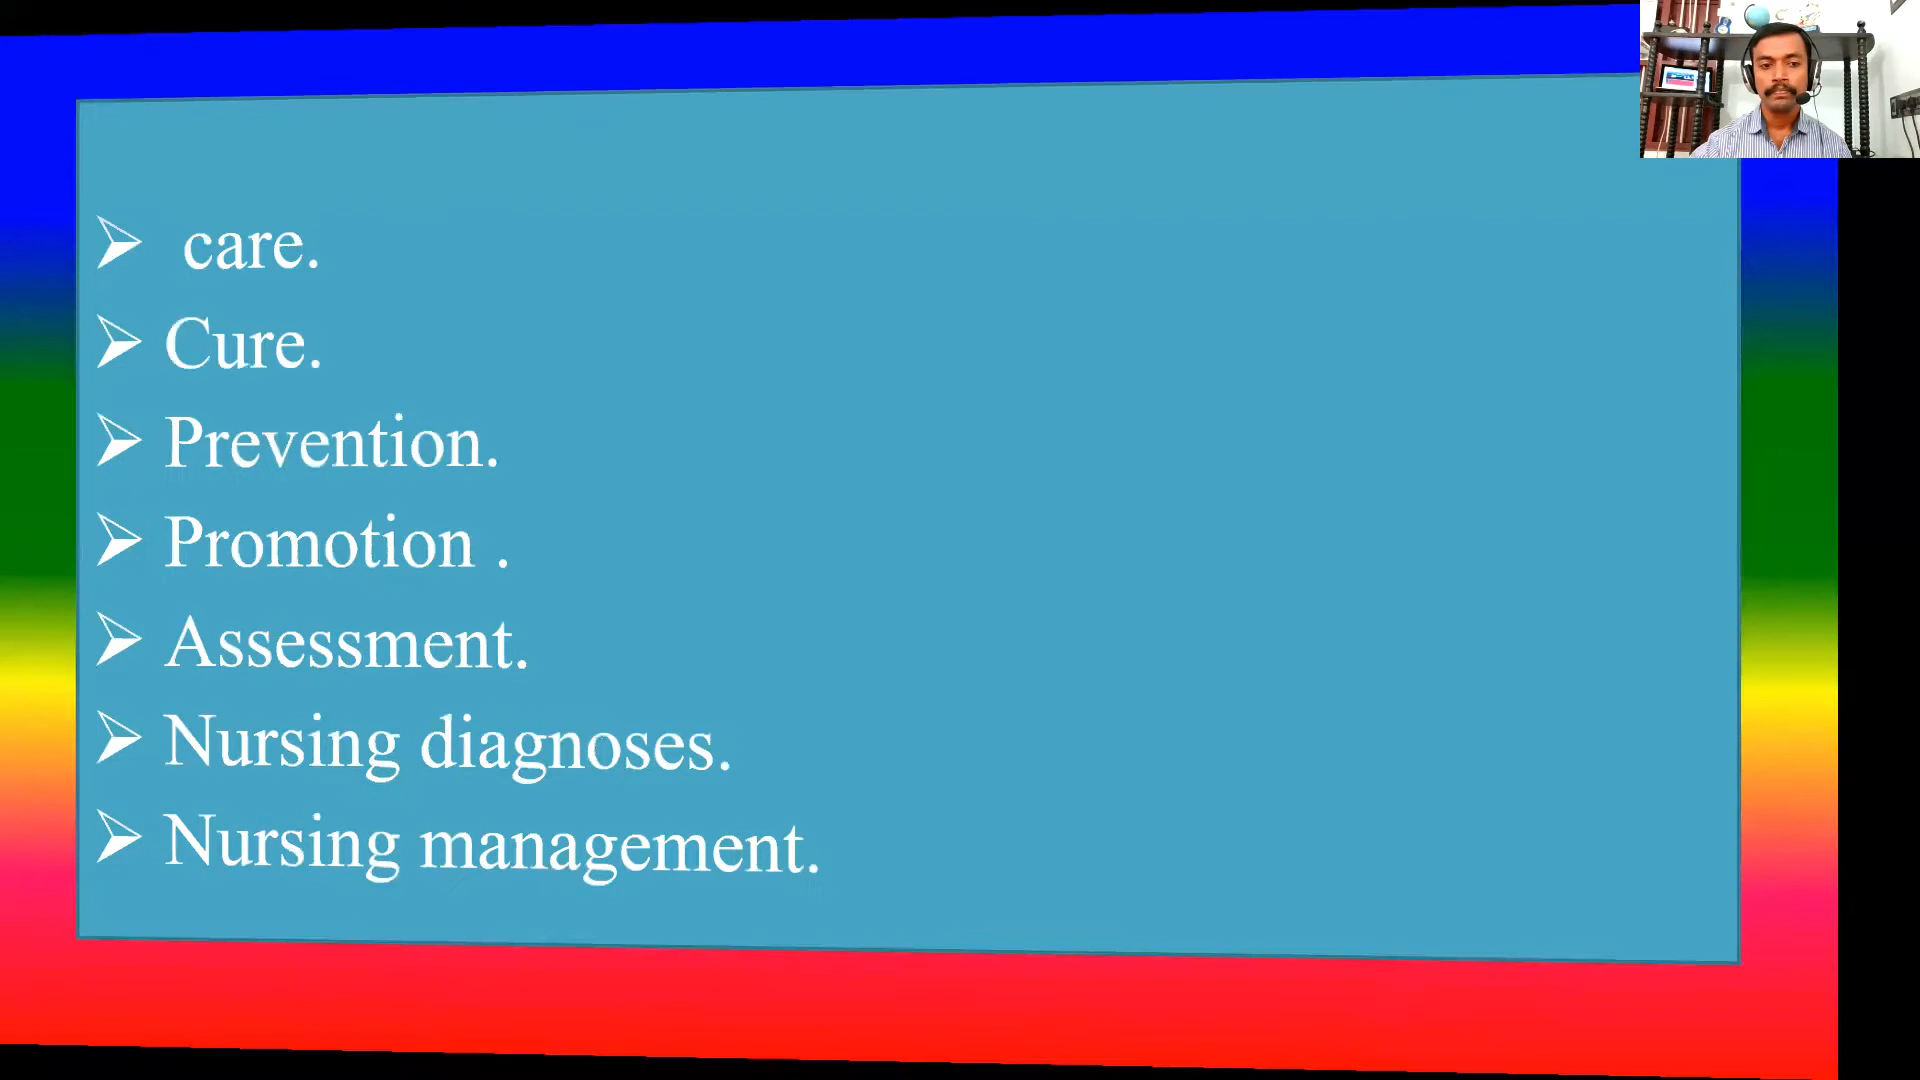 care.
Cure.
Prevention.
Promotion .
Assessment.
Nursing diagnoses.
Nursing management.